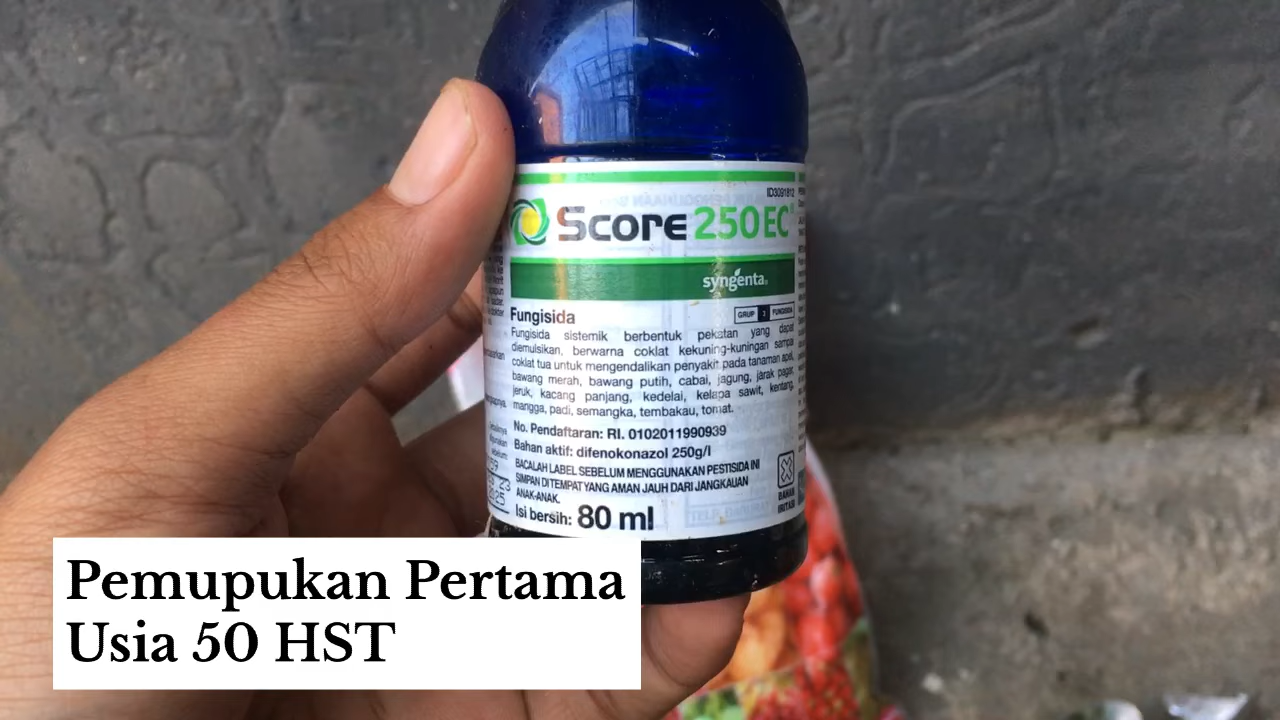 ID3091812
Score 250 EC
syngenta
GRUP 3 FUNGISIDA
Fungisida
Fungisida sistemik berbentuk pekatan yang dapat
diemulsikan, berwarna coklat kekuning-kuningan sampai
coklat tua untuk mengendalikan penyakit pada tanaman apel,
bawang merah, bawang putih, cabai, jagung, jarak pagar,
jeruk, kacang panjang, kedelai, kelapa sawit, kentang,
mangga, padi, semangka, tembakau, tomat.
No. Pendaftaran: RI. 0102011990939
Bahan aktif: difenokonazol 250g/l
BACALAH LABEL SEBELUM MENGGUNAKAN PESTISIDA INI
SIMPAN DI TEMPAT YANG AMAN JAUH DARI JANGKAUAN
ANAK-ANAK.
BAHAN
IRITASI
Isi bersih: 80 ml
Pemupukan Pertama
Usia 50 HST